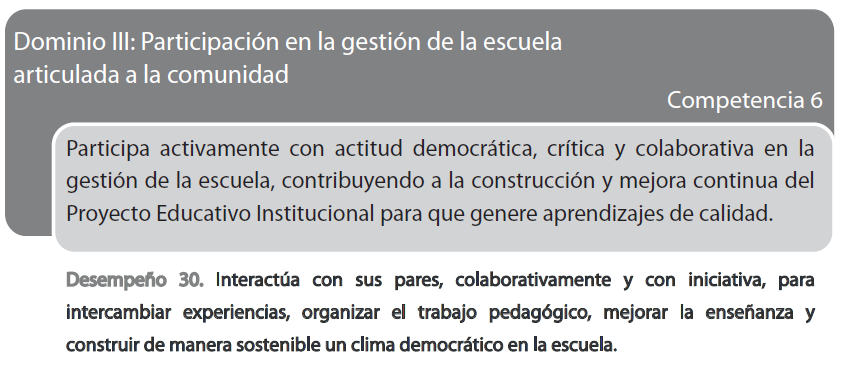 Dominio III: Participación en la gestión de la escuela
articulada a la comunidad
Competencia 6
Participa activamente con actitud democrática, crítica y colaborativa en la
gestión de la escuela, contribuyendo a la construcción y mejora continua del
Proyecto Educativo Institucional para que genere aprendizajes de calidad.
Desempeño 30. Interactúa con sus pares, colaborativamente y con iniciativa, para
intercambiar experiencias, organizar el trabajo pedagógico, mejorar la enseñanza y
construir de manera sostenible un clima democrático en la escuela.